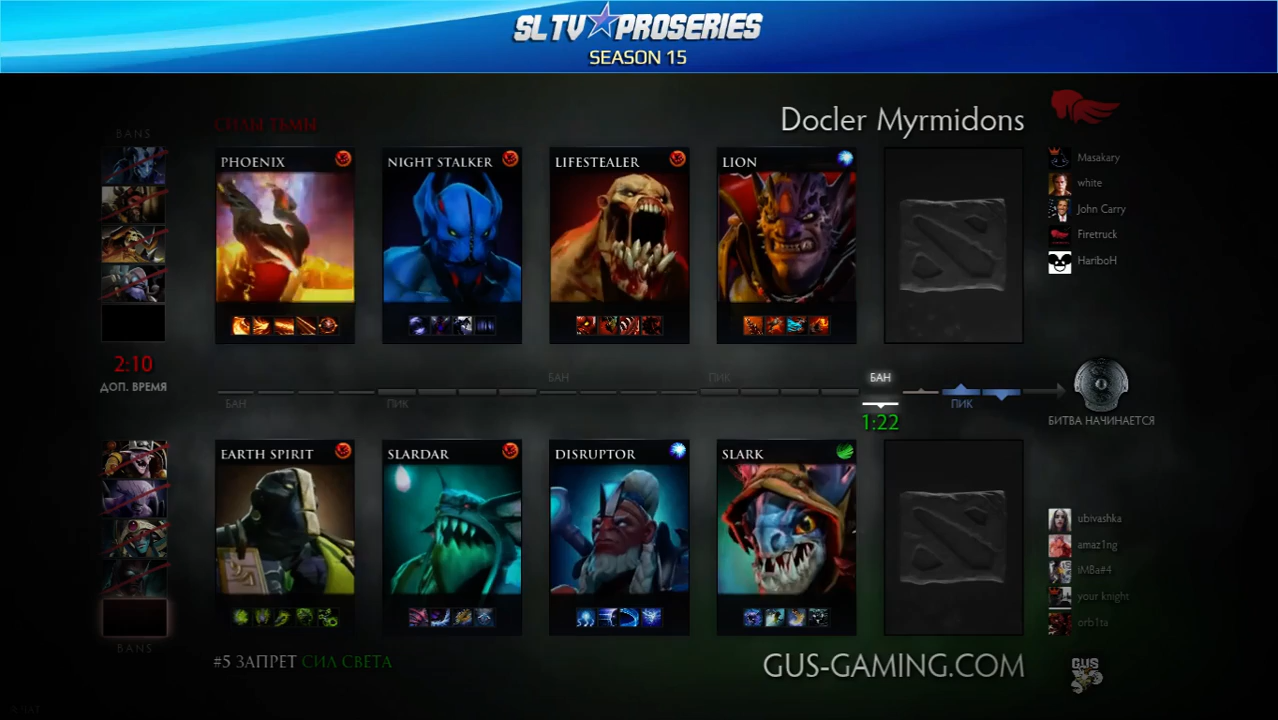 SLTV PROSERIES
SEASON 15
Docler Myrmidons
СИЛЫ ТЬМЫ
BANS
PHOENIX
NIGHT STALKER
LIFESTEALER
LION
Masakary
white
John Carry
Firetruck
HariboH
2:10
ДОП. ВРЕМЯ
БАН
ПИК
БАН
БАН
ПИК
ПИК
1:22
БИТВА НАЧИНАЕТСЯ
EARTH SPIRIT
SLARDAR
DISRUPTOR
SLARK
ubivashka
amaz1ng
iMBa#4
your knight
orb1ta
BANS
#5 ЗАПРЕТ СИЛ СВЕТА
GUS-GAMING.COM
GUS